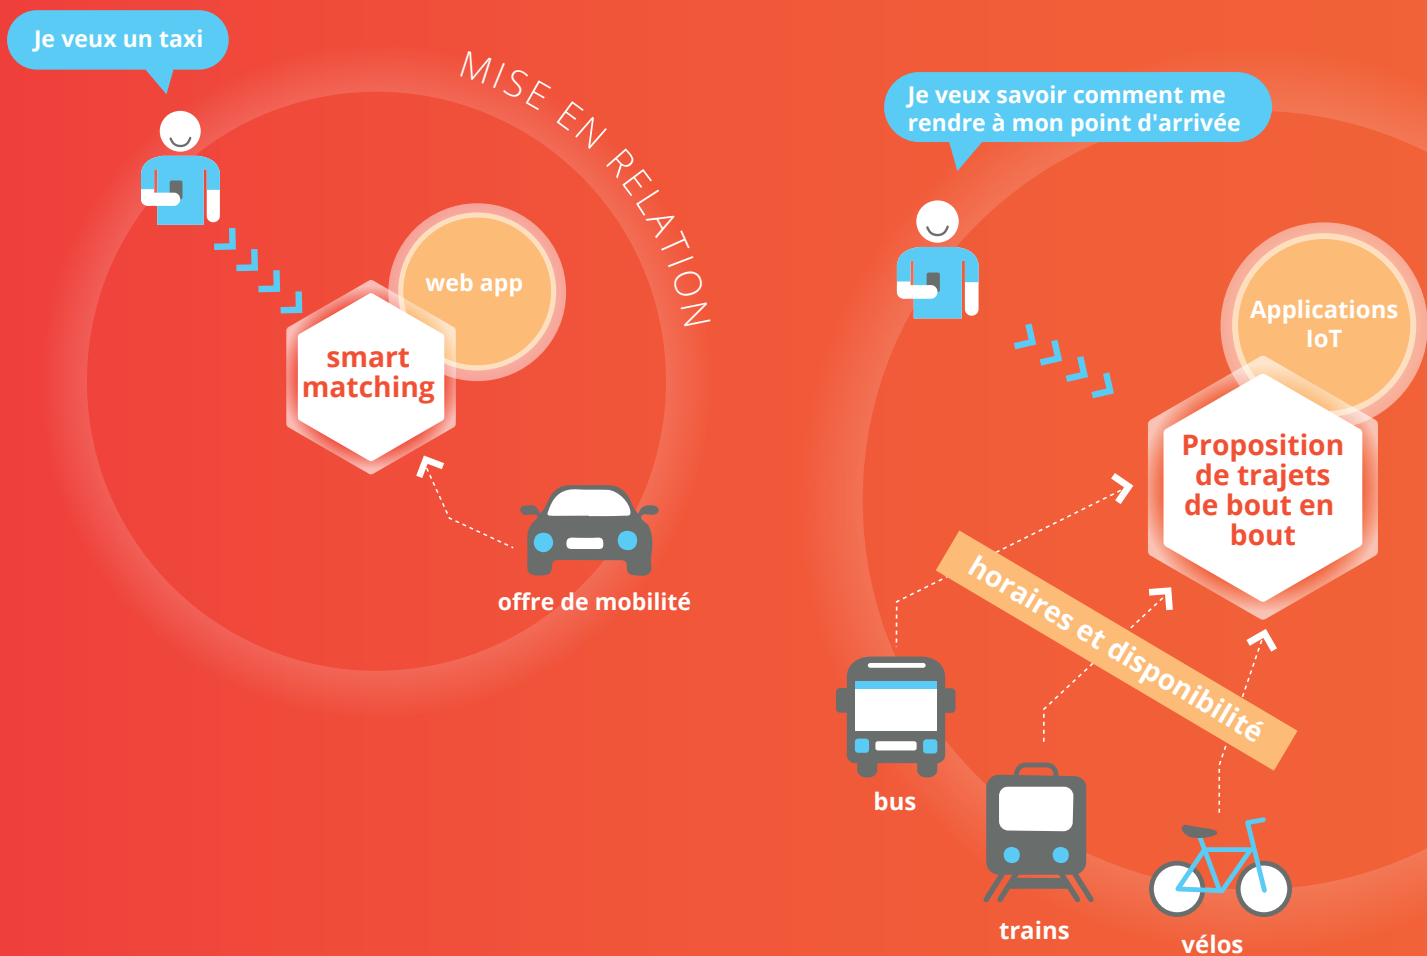 Je veux un taxi
MISE EN RELATION
web app
smart
matching
offre de mobilité
Je veux savoir comment me
rendre à mon point d'arrivée
Applications
IoT
Proposition
de trajets
de bout en
bout
horaires et disponibilité
bus
trains
vélos